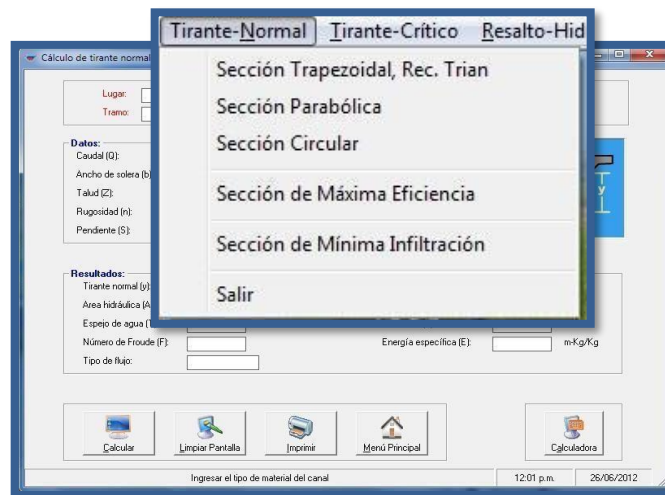 Tirante-Normal Tirante-Crítico Resalto-Hid
Sección Trapezoidal, Rec. Trian
Sección Parabólica
Sección Circular
Sección de Máxima Eficiencia
Sección de Mínima Infiltración
Salir
Cálculo de tirante normal
Lugar:
Tramo:
Datos:
Caudal (Q):
Ancho de solera (b)
Talud (Z):
Rugosidad (n):
Pendiente (S):
y
Resultados:
Tirante normal (y):
Area hidráulica (A
Espejo de agua (T
Número de Froude (F):
Energía específica (E): m-Kg/Kg
Tipo de flujo:
Calcular Limpiar Pantalla Imprimir Menú Principal Calculadora
Ingresar el tipo de material del canal 12:01 p.m. 26/06/2012